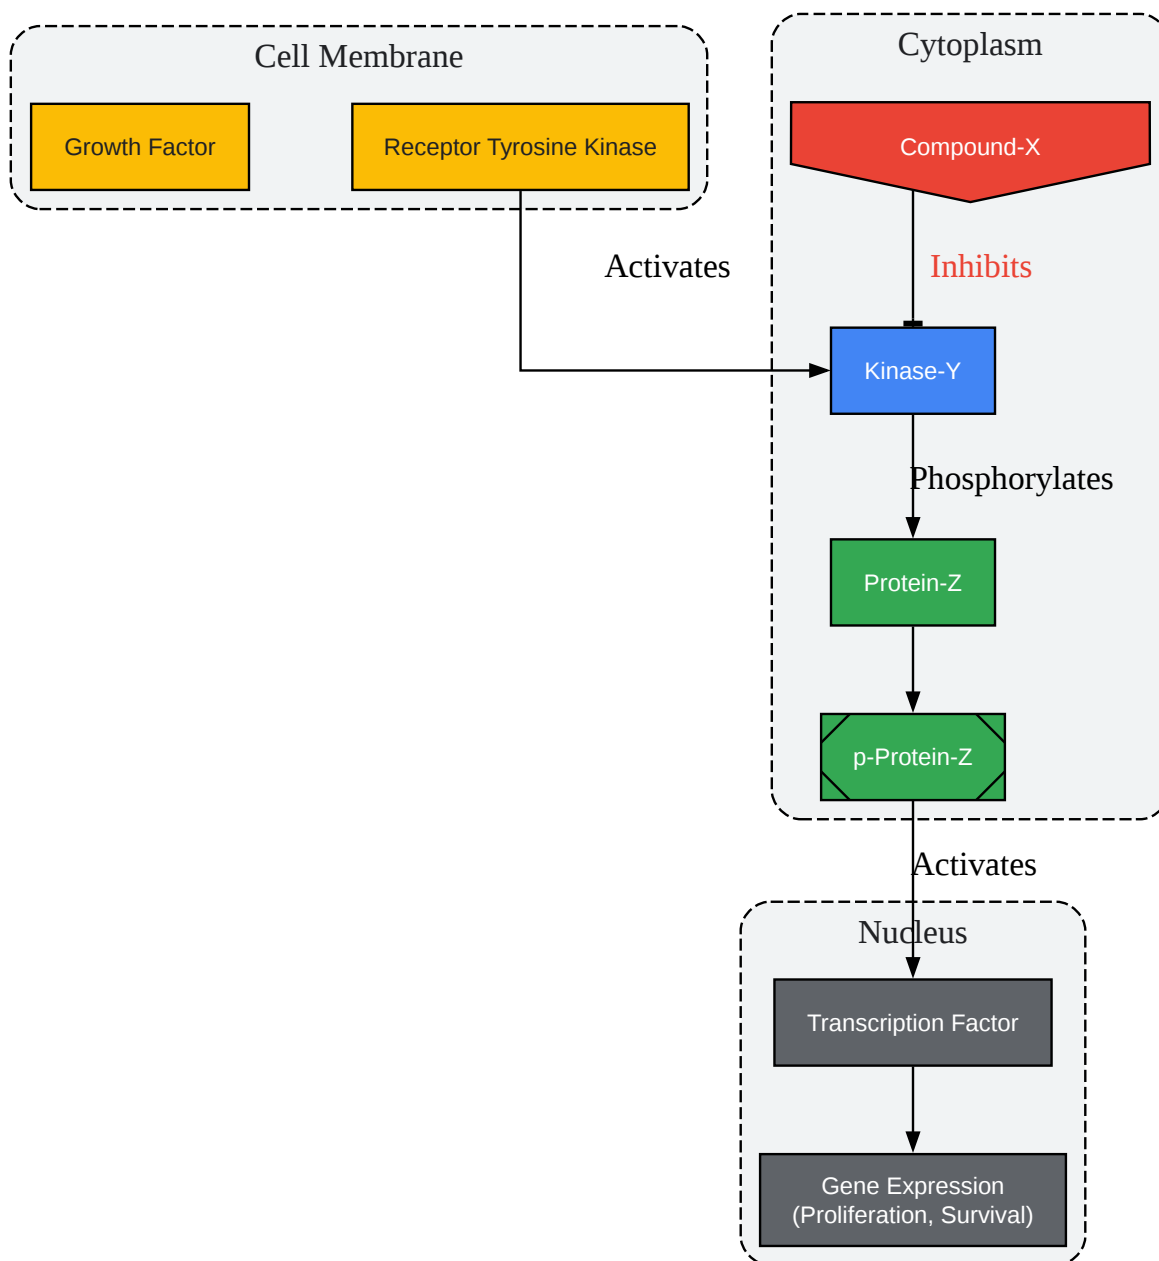 Cell Membrane
Growth Factor
Receptor Tyrosine Kinase
Cytoplasm
Compound-X
Activates
Inhibits
Kinase-Y
Phosphorylates
Protein-Z
p-Protein-Z
Activates
Nucleus
Transcription Factor
Gene Expression
(Proliferation, Survival)